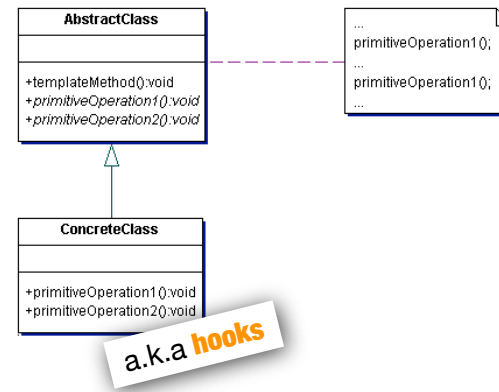 AbstractClass
+templateMethod():void
+primitiveOperation1():void
+primitiveOperation2():void
...
primitiveOperation1();
...
primitiveOperation1();
...
ConcreteClass
+primitiveOperation1():void
+primitiveOperation2():void
a.k.a hooks